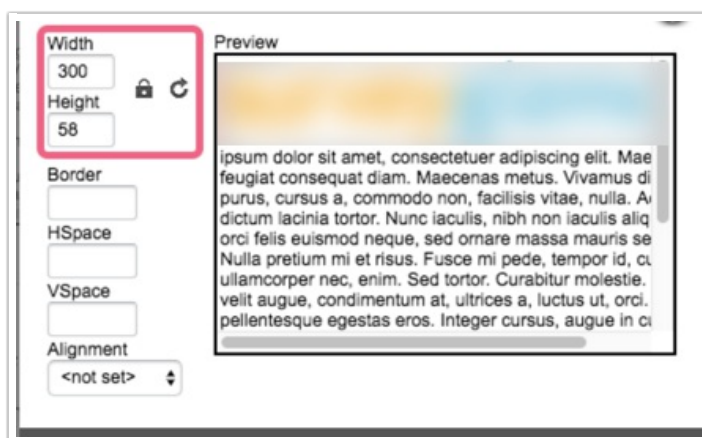 Width
300
Height
58
Border
HSpace
VSpace
Alignment
<not set>
Preview
ipsum dolor sit amet, consectetuer adipiscing elit. Mae
feugiat consequat diam. Maecenas metus. Vivamus di
purus, cursus a, commodo non, facilisis vitae, nulla. A
dictum lacinia tortor. Nunc iaculis, nibh non iaculis aliq
orci felis euismod neque, sed ornare massa mauris se
Nulla pretium mi et risus. Fusce mi pede, tempor id, cu
ullamcorper nec, enim. Sed tortor. Curabitur molestie.
velit augue, condimentum at, ultrices a, luctus ut, orci.
pellentesque egestas eros. Integer cursus, augue in cu